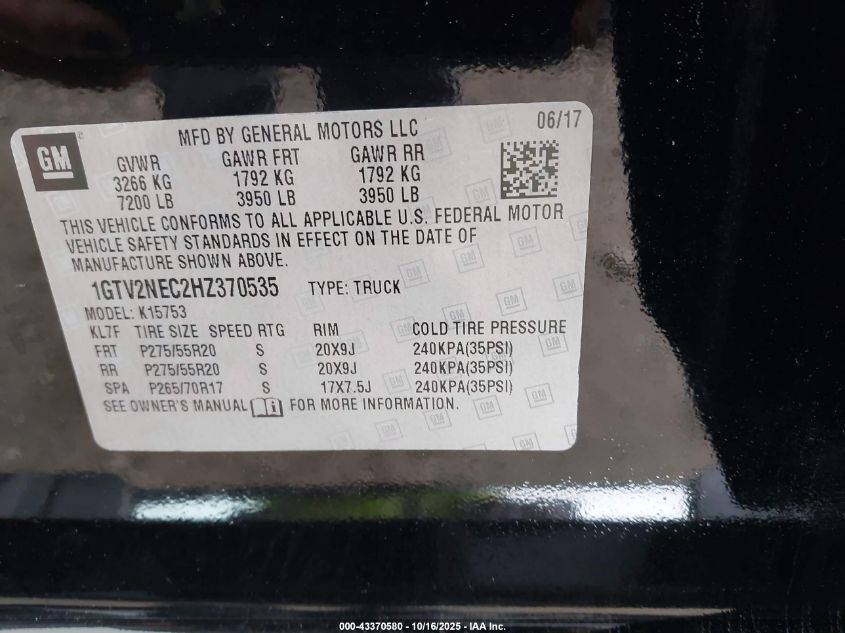 GM
MFD BY GENERAL MOTORS LLC 06/17
GVWR GAWR FRT GAWR RR
3266 KG 1792 KG 1792 KG
7200 LB 3950 LB 3950 LB
THIS VEHICLE CONFORMS TO ALL APPLICABLE U.S. FEDERAL MOTOR
VEHICLE SAFETY STANDARDS IN EFFECT ON THE DATE OF
MANUFACTURE SHOWN ABOVE.
1GTV2NEC2HZ370535 TYPE: TRUCK
MODEL: K15753
KL7F TIRE SIZE SPEED RTG RIM COLD TIRE PRESSURE
FRT P275/55R20 S 20X9J 240KPA(35PSI)
RR P275/55R20 S 20X9J 240KPA(35PSI)
SPA P265/70R17 S 17X7.5J 240KPA(35PSI)
SEE OWNER'S MANUAL FOR MORE INFORMATION.
000-43370580 - 10/16/2025 - IAA Inc.